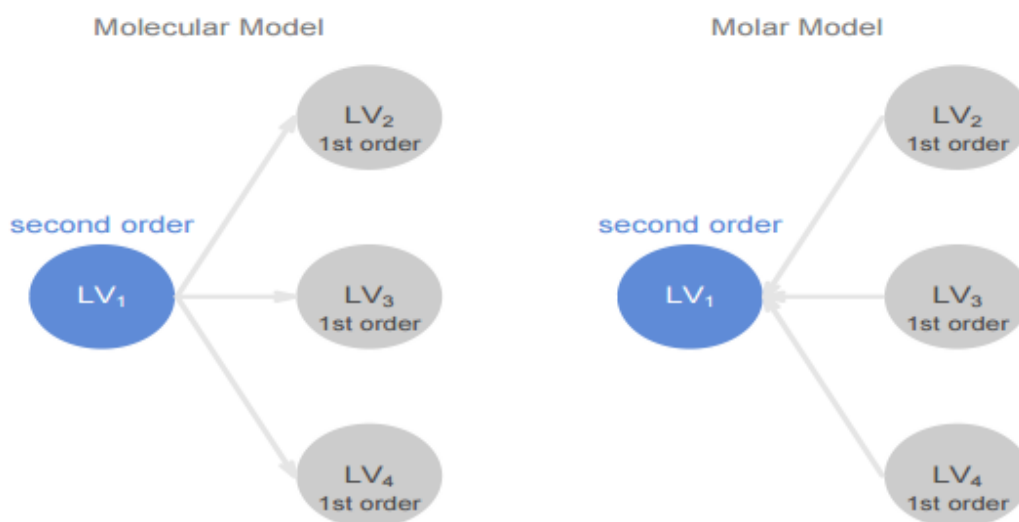 Molecular Model
LV₂
1st order
second order
LV₁
LV₃
1st order
LV₄
1st order
Molar Model
LV₂
1st order
second order
LV₁
LV₃
1st order
LV₄
1st order